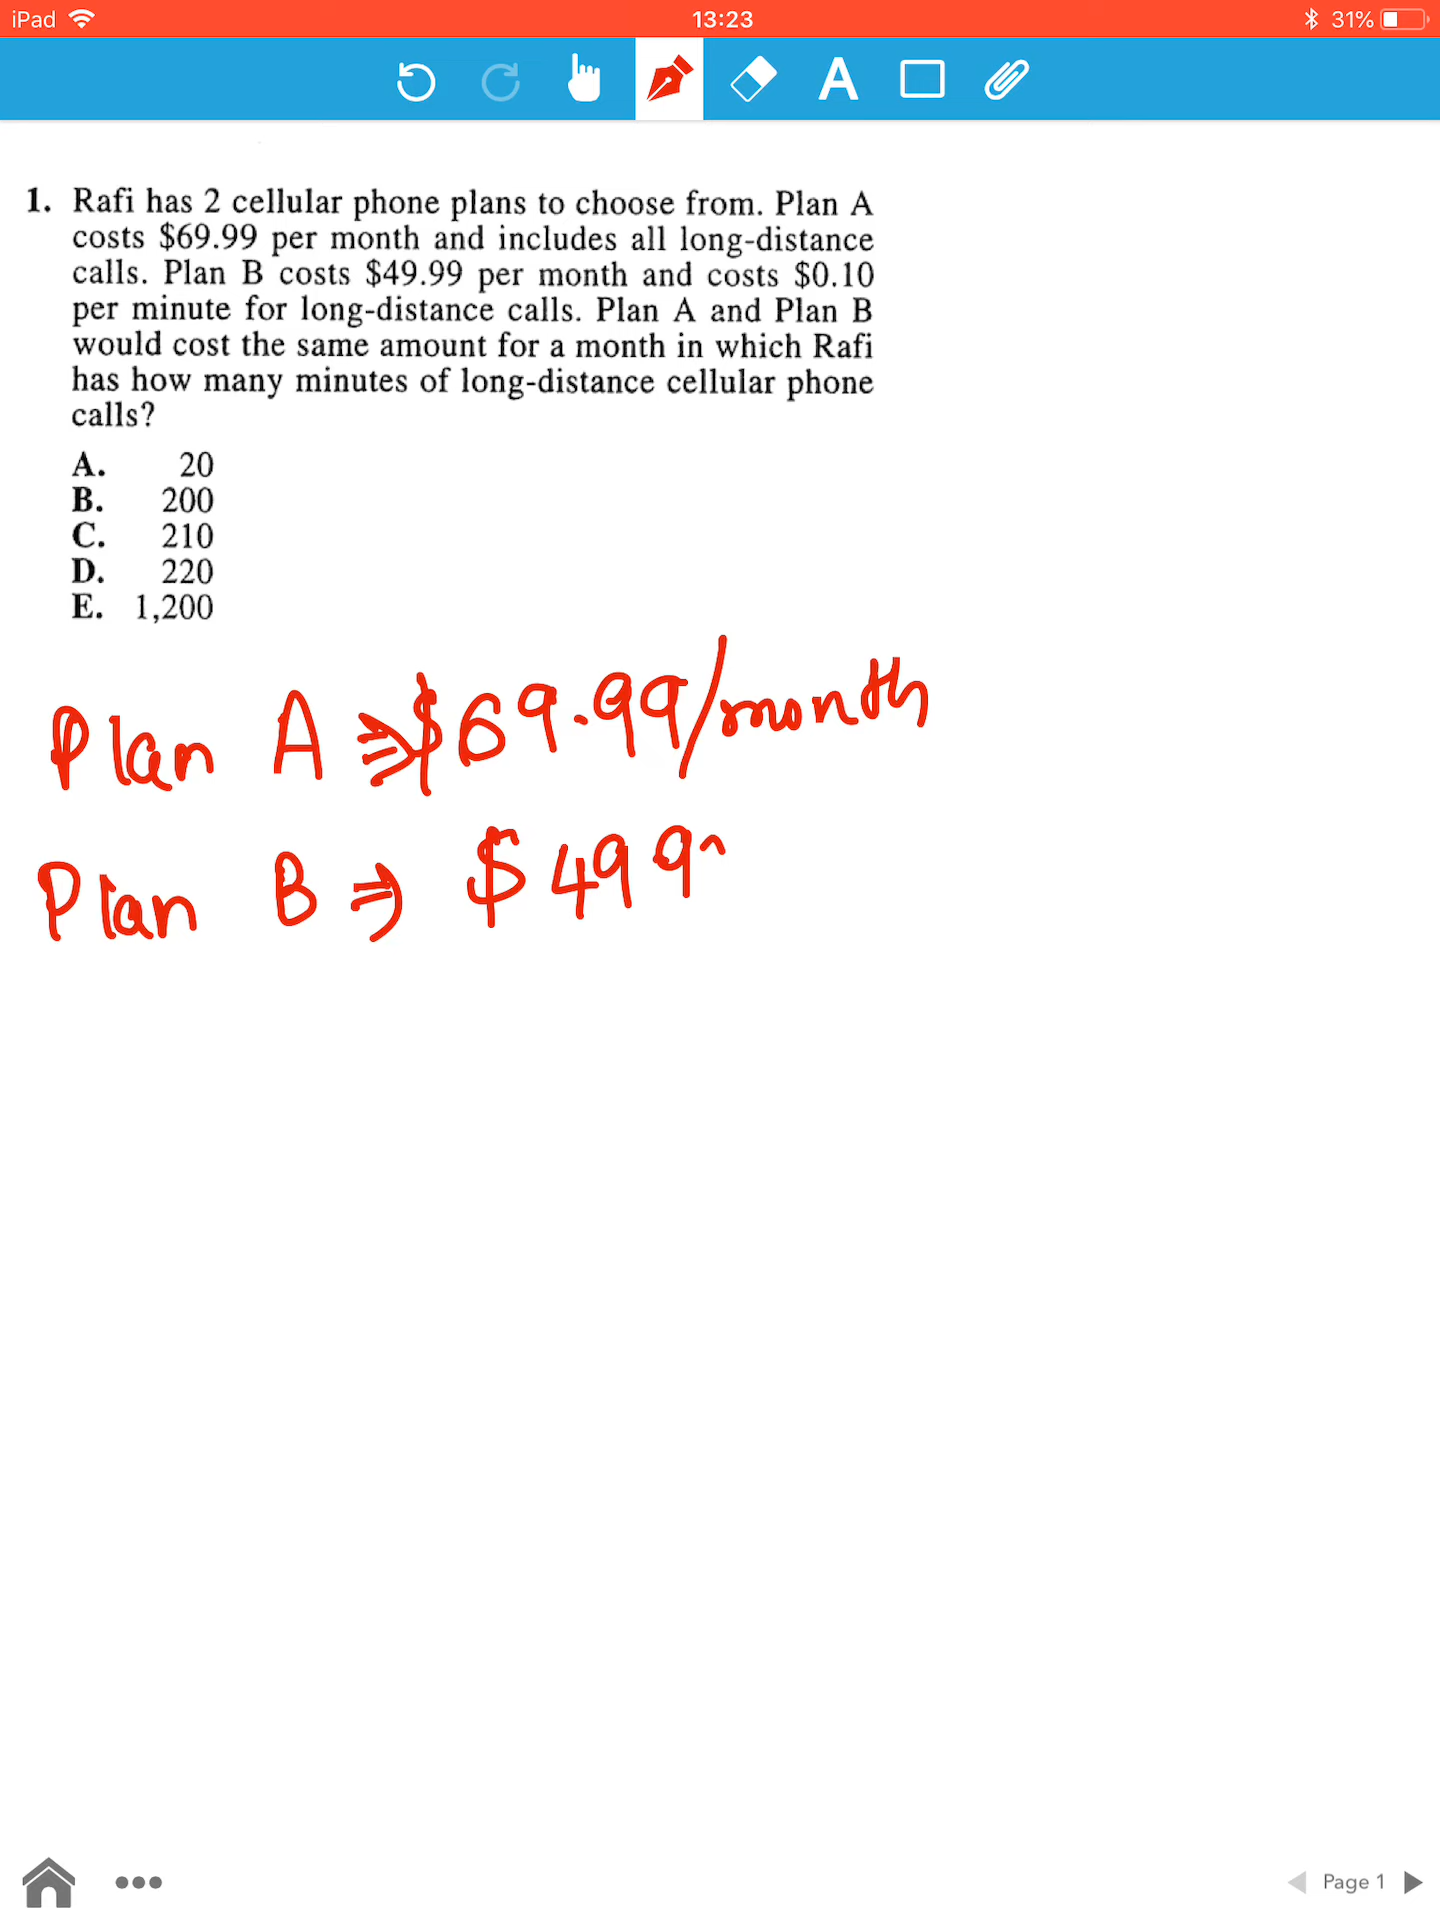 iPad 13:23 31%
A
1. Rafi has 2 cellular phone plans to choose from. Plan A
costs $69.99 per month and includes all long-distance
calls. Plan B costs $49.99 per month and costs $0.10
per minute for long-distance calls. Plan A and Plan B
would cost the same amount for a month in which Rafi
has how many minutes of long-distance cellular phone
calls?
A. 20
B. 200
C. 210
D. 220
E. 1,200
Plan A ⇒ $69.99/month
Plan B ⇒ $499
Page 1